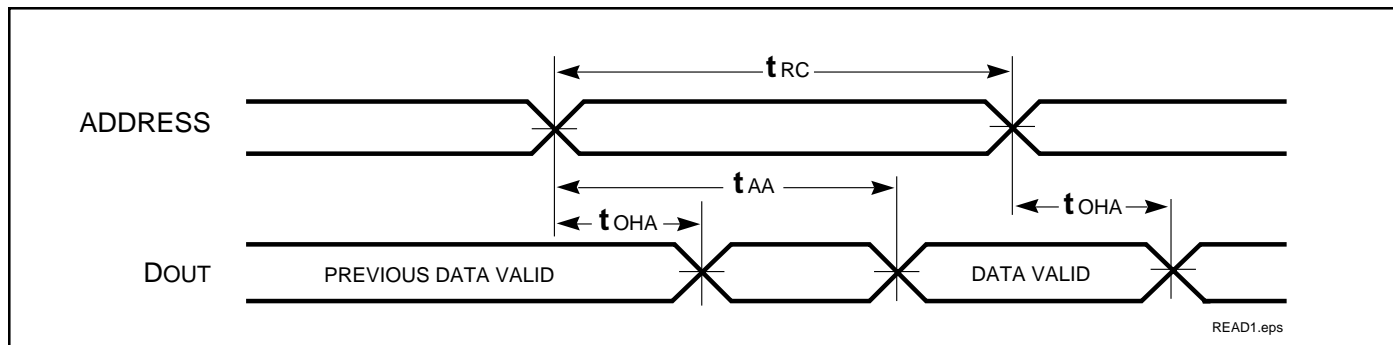 tRC
ADDRESS
tAA
tOHA
tOHA
DOUT
PREVIOUS DATA VALID
DATA VALID
READ1.eps